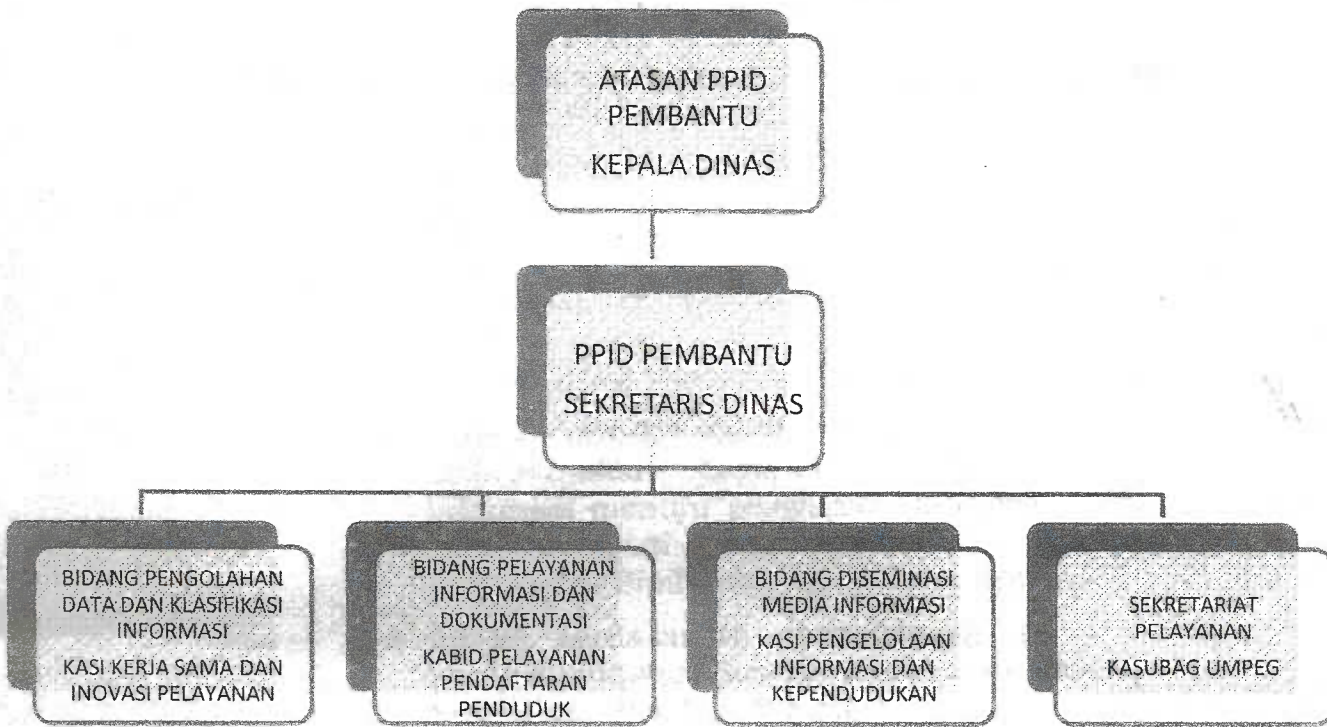 ATASAN PPID
PEMBANTU
KEPALA DINAS
PPID PEMBANTU
SEKRETARIS DINAS
BIDANG PENGOLAHAN
DATA DAN KLASIFIKASI
INFORMASI
KASI KERJA SAMA DAN
INOVASI PELAYANAN
BIDANG PELAYANAN
INFORMASI DAN
DOKUMENTASI
KABID PELAYANAN
PENDAFTARAN
PENDUDUK
BIDANG DISEMINASI
MEDIA INFORMASI
KASI PENGELOLAAN
INFORMASI DAN
KEPENDUDUKAN
SEKRETARIAT
PELAYANAN
KASUBAG UMPEG